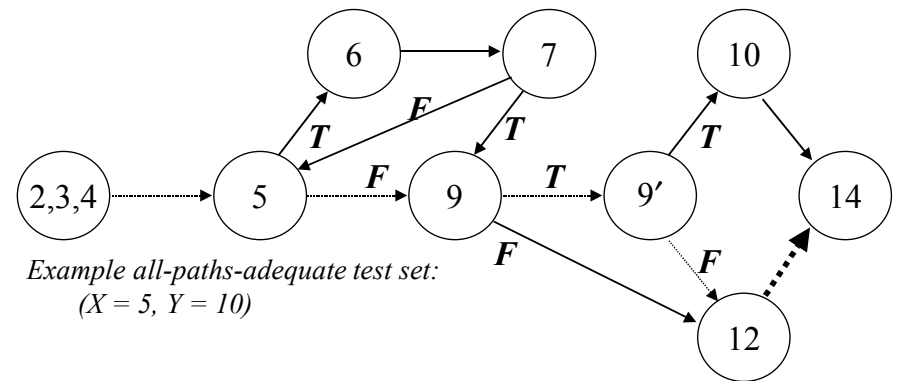 6
7
10
F
T
T
T
2,3,4
5
F
9
T
9′
14
F
F
Example all-paths-adequate test set:
(X = 5, Y = 10)
12